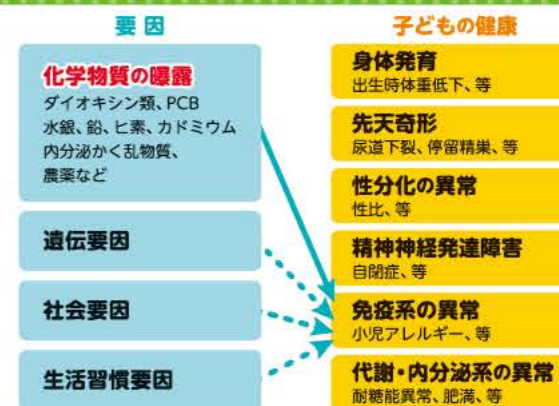 要因
化学物質の曝露
ダイオキシン類、PCB
水銀、鉛、ヒ素、カドミウム
内分泌かく乱物質、
農薬など
遺伝要因
社会要因
生活習慣要因
子どもの健康
身体発育
出生時体重低下、等
先天奇形
尿道下裂、停留精巣、等
性分化の異常
性比、等
精神神経発達障害
自閉症、等
免疫系の異常
小児アレルギー、等
代謝・内分泌系の異常
耐糖能異常、肥満、等